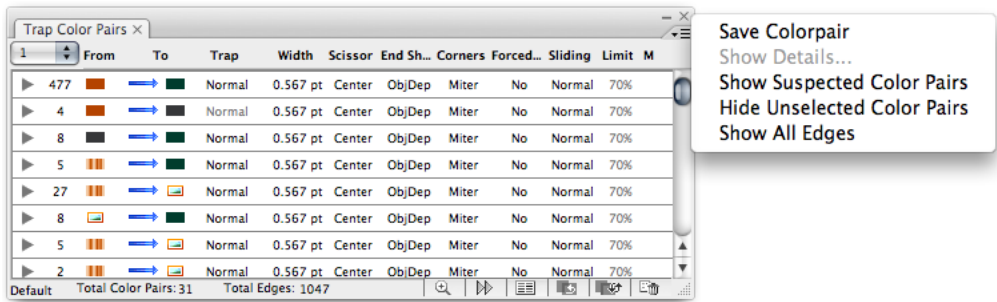 Trap Color Pairs
1 From To Trap Width Scissor End Sh... Corners Forced... Sliding Limit M
477 Normal 0.567 pt Center ObjDep Miter No Normal 70%
4 Normal 0.567 pt Center ObjDep Miter No Normal 70%
8 Normal 0.567 pt Center ObjDep Miter No Normal 70%
5 Normal 0.567 pt Center ObjDep Miter No Normal 70%
27 Normal 0.567 pt Center ObjDep Miter No Normal 70%
8 Normal 0.567 pt Center ObjDep Miter No Normal 70%
5 Normal 0.567 pt Center ObjDep Miter No Normal 70%
2 Normal 0.567 pt Center ObjDep Miter No Normal 70%
Default Total Color Pairs: 31 Total Edges: 1047
Save Colorpair
Show Details...
Show Suspected Color Pairs
Hide Unselected Color Pairs
Show All Edges